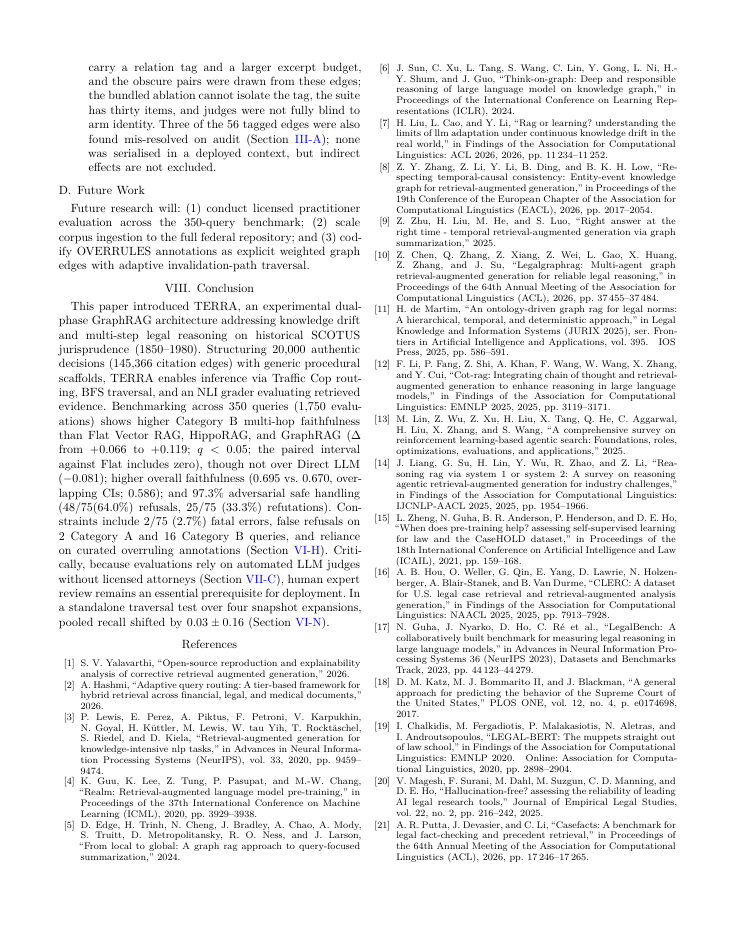 carry a relation tag and a larger excerpt budget,
and the obscure pairs were drawn from these edges;
the bundled ablation cannot isolate the tag, the suite
has thirty items, and judges were not fully blind to
arm identity. Three of the 56 tagged edges were also
found mis-resolved on audit (Section III-A); none
was serialised in a deployed context, but indirect
effects are not excluded.
D. Future Work
Future research will: (1) conduct licensed practitioner
evaluation across the 350-query benchmark; (2) scale
corpus ingestion to the full federal repository; and (3) cod-
ify OVERRULES annotations as explicit weighted graph
edges with adaptive invalidation-path traversal.
VIII. Conclusion
This paper introduced TERRA, an experimental dual-
phase GraphRAG architecture addressing knowledge drift
and multi-step legal reasoning on historical SCOTUS
jurisprudence (1850–1980). Structuring 20,000 authentic
decisions (145,366 citation edges) with generic procedural
scaffolds, TERRA enables inference via Traffic Cop rout-
ing, BFS traversal, and an NLI grader evaluating retrieved
evidence. Benchmarking across 350 queries (1,750 evalu-
ations) shows higher Category B multi-hop faithfulness
than Flat Vector RAG, HippoRAG, and GraphRAG (Δ
from +0.066 to +0.119; q < 0.05; the paired interval
against Flat includes zero), though not over Direct LLM
(−0.081); higher overall faithfulness (0.695 vs. 0.670, over-
lapping CIs; 0.586); and 97.3% adversarial safe handling
(48/75(64.0%) refusals, 25/75 (33.3%) refutations). Con-
straints include 2/75 (2.7%) fatal errors, false refusals on
2 Category A and 16 Category B queries, and reliance
on curated overruling annotations (Section VI-H). Criti-
cally, because evaluations rely on automated LLM judges
without licensed attorneys (Section VII-C), human expert
review remains an essential prerequisite for deployment. In
a standalone traversal test over four snapshot expansions,
pooled recall shifted by 0.03 ± 0.16 (Section VI-N).
References
[1] S. V. Yalavarthi, “Open-source reproduction and explainability
analysis of corrective retrieval augmented generation,” 2026.
[2] A. Hashmi, “Adaptive query routing: A tier-based framework for
hybrid retrieval across financial, legal, and medical documents,”
2026.
[3] P. Lewis, E. Perez, A. Piktus, F. Petroni, V. Karpukhin,
N. Goyal, H. Küttler, M. Lewis, W. tau Yih, T. Rocktäschel,
S. Riedel, and D. Kiela, “Retrieval-augmented generation for
knowledge-intensive nlp tasks,” in Advances in Neural Informa-
tion Processing Systems (NeurIPS), vol. 33, 2020, pp. 9459–
9474.
[4] K. Guu, K. Lee, Z. Tung, P. Pasupat, and M.-W. Chang,
“Realm: Retrieval-augmented language model pre-training,” in
Proceedings of the 37th International Conference on Machine
Learning (ICML), 2020, pp. 3929–3938.
[5] D. Edge, H. Trinh, N. Cheng, J. Bradley, A. Chao, A. Mody,
S. Truitt, D. Metropolitansky, R. O. Ness, and J. Larson,
“From local to global: A graph rag approach to query-focused
summarization,” 2024.
[6] J. Sun, C. Xu, L. Tang, S. Wang, C. Lin, Y. Gong, L. Ni, H.-
Y. Shum, and J. Guo, “Think-on-graph: Deep and responsible
reasoning of large language model on knowledge graph,” in
Proceedings of the International Conference on Learning Rep-
resentations (ICLR), 2024.
[7] H. Liu, L. Cao, and Y. Li, “Rag or learning? understanding the
limits of llm adaptation under continuous knowledge drift in the
real world,” in Findings of the Association for Computational
Linguistics: ACL 2026, 2026, pp. 11 234–11 252.
[8] Z. Y. Zhang, Z. Li, Y. Li, B. Ding, and B. K. H. Low, “Re-
specting temporal-causal consistency: Entity-event knowledge
graph for retrieval-augmented generation,” in Proceedings of the
19th Conference of the European Chapter of the Association for
Computational Linguistics (EACL), 2026, pp. 2017–2054.
[9] Z. Zhu, H. Liu, M. He, and S. Luo, “Right answer at the
right time - temporal retrieval-augmented generation via graph
summarization,” 2025.
[10] Z. Chen, Q. Zhang, Z. Xiang, Z. Wei, L. Gao, X. Huang,
Z. Zhang, and J. Su, “Legalgraphrag: Multi-agent graph
retrieval-augmented generation for reliable legal reasoning,” in
Proceedings of the 64th Annual Meeting of the Association for
Computational Linguistics (ACL), 2026, pp. 37 455–37 484.
[11] H. de Martim, “An ontology-driven graph rag for legal norms:
A hierarchical, temporal, and deterministic approach,” in Legal
Knowledge and Information Systems (JURIX 2025), ser. Fron-
tiers in Artificial Intelligence and Applications, vol. 395. IOS
Press, 2025, pp. 586–591.
[12] F. Li, P. Fang, Z. Shi, A. Khan, F. Wang, W. Wang, X. Zhang,
and Y. Cui, “Cot-rag: Integrating chain of thought and retrieval-
augmented generation to enhance reasoning in large language
models,” in Findings of the Association for Computational
Linguistics: EMNLP 2025, 2025, pp. 3119–3171.
[13] M. Lin, Z. Wu, Z. Xu, H. Liu, X. Tang, Q. He, C. Aggarwal,
H. Liu, X. Zhang, and S. Wang, “A comprehensive survey on
reinforcement learning-based agentic search: Foundations, roles,
optimizations, evaluations, and applications,” 2025.
[14] J. Liang, G. Su, H. Lin, Y. Wu, R. Zhao, and Z. Li, “Rea-
soning rag via system 1 or system 2: A survey on reasoning
agentic retrieval-augmented generation for industry challenges,”
in Findings of the Association for Computational Linguistics:
IJCNLP-AACL 2025, 2025, pp. 1954–1966.
[15] L. Zheng, N. Guha, B. R. Anderson, P. Henderson, and D. E. Ho,
“When does pretraining help? assessing self-supervised learning
for law and the CaseHOLD dataset,” in Proceedings of the
18th International Conference on Artificial Intelligence and Law
(ICAIL), 2021, pp. 159–168.
[16] A. B. Hou, O. Weller, G. Qin, E. Yang, D. Lawrie, N. Holzen-
berger, A. Blair-Stanek, and B. Van Durme, “CLERC: A dataset
for U.S. legal case retrieval and retrieval-augmented analysis
generation,” in Findings of the Association for Computational
Linguistics: NAACL 2025, 2025, pp. 7913–7928.
[17] N. Guha, J. Nyarko, D. Ho, C. Ré et al., “LegalBench: A
collaboratively built benchmark for measuring legal reasoning in
large language models,” in Advances in Neural Information Pro-
cessing Systems 36 (NeurIPS 2023), Datasets and Benchmarks
Track, 2023, pp. 44 123–44 279.
[18] D. M. Katz, M. J. Bommarito II, and J. Blackman, “A general
approach for predicting the behavior of the Supreme Court of
the United States,” PLOS ONE, vol. 12, no. 4, p. e0174698,
2017.
[19] I. Chalkidis, M. Fergadiotis, P. Malakasiotis, N. Aletras, and
I. Androutsopoulos, “LEGAL-BERT: The muppets straight out
of law school,” in Findings of the Association for Computational
Linguistics: EMNLP 2020. Online: Association for Computa-
tional Linguistics, 2020, pp. 2898–2904.
[20] V. Magesh, F. Surani, M. Dahl, M. Suzgun, C. D. Manning, and
D. E. Ho, “Hallucination-free? assessing the reliability of leading
AI legal research tools,” Journal of Empirical Legal Studies,
vol. 22, no. 2, pp. 216–242, 2025.
[21] A. R. Putta, J. Devasier, and C. Li, “Casefacts: A benchmark for
legal fact-checking and precedent retrieval,” in Proceedings of
the 64th Annual Meeting of the Association for Computational
Linguistics (ACL), 2026, pp. 17 246–17 265.